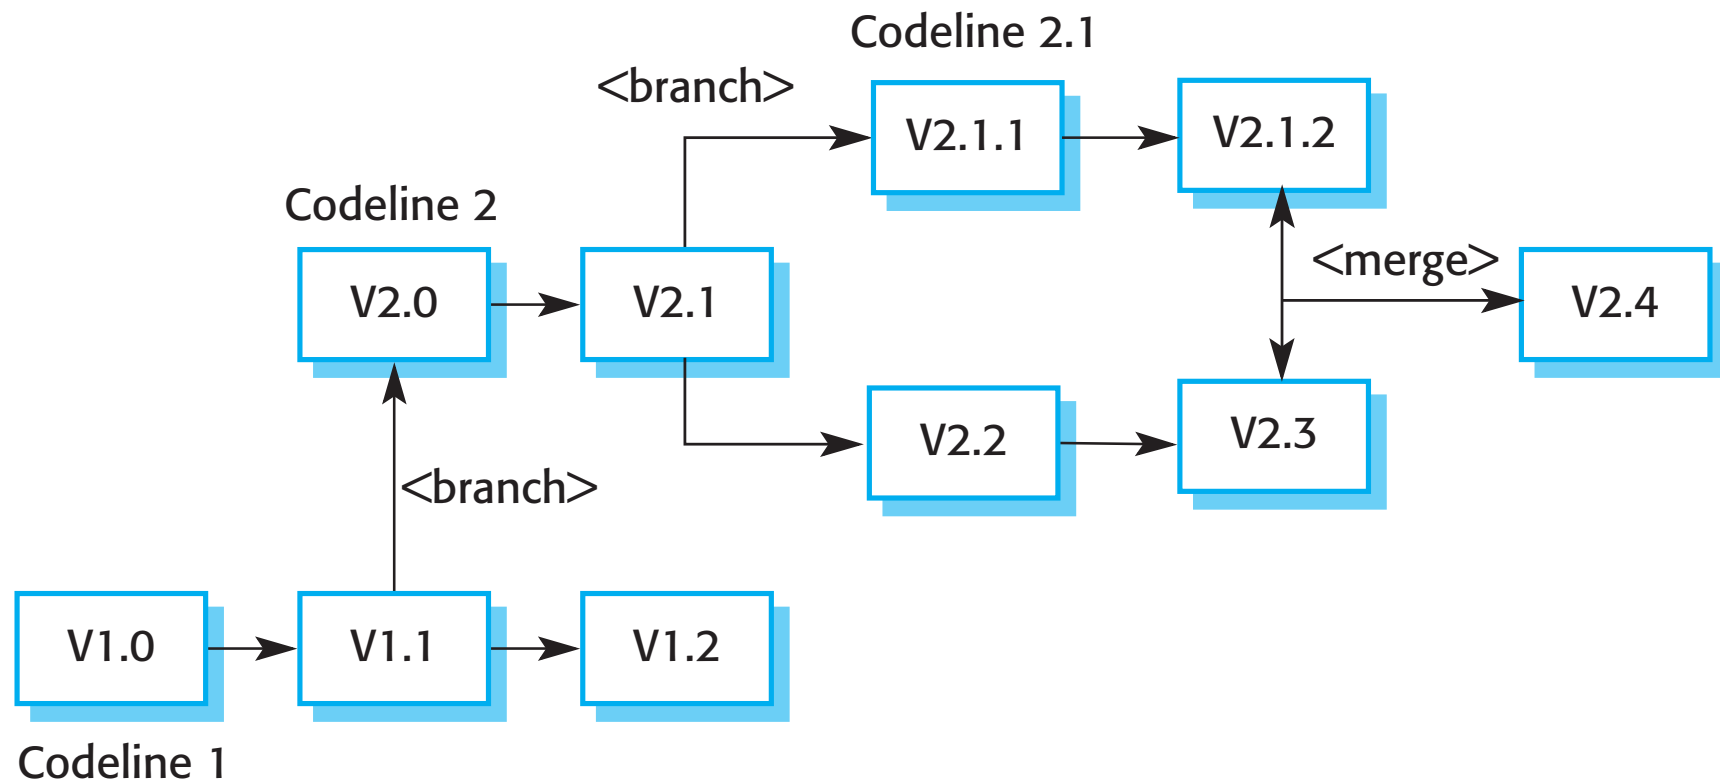 Codeline 2.1
<branch>
V2.1.1
V2.1.2
Codeline 2
<merge>
V2.0
V2.1
V2.4
V2.2
V2.3
<branch>
V1.0
V1.1
V1.2
Codeline 1